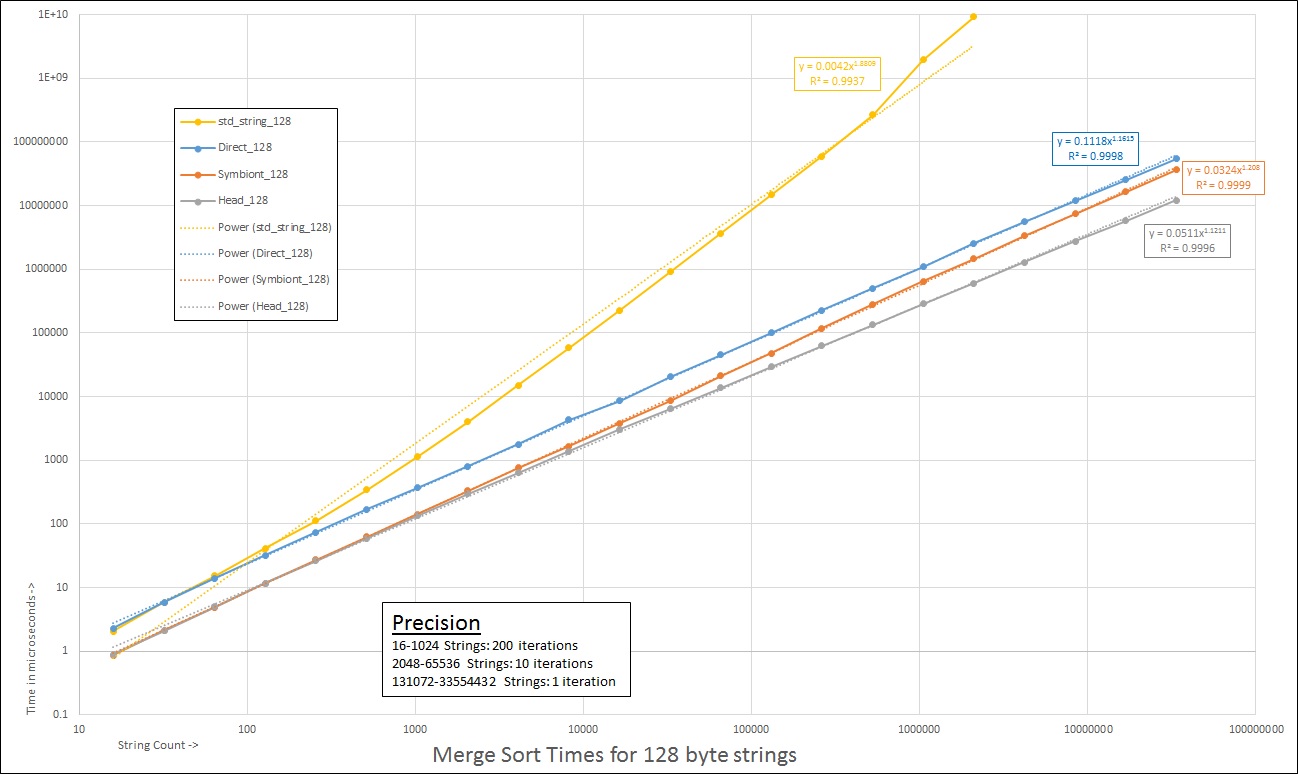 1E+10
1E+09
100000000
10000000
1000000
100000
10000
1000
100
10
1
0.1
Time in microseconds ->
std_string_128
Direct_128
Symbiont_128
Head_128
Power (std_string_128)
Power (Direct_128)
Power (Symbiont_128)
Power (Head_128)
y = 0.0042x^1.8809
R² = 0.9937
y = 0.1118x^1.1615
R² = 0.9998
y = 0.0324x^1.208
R² = 0.9999
y = 0.0511x^1.1211
R² = 0.9996
Precision
16-1024 Strings: 200 iterations
2048-65536 Strings: 10 iterations
131072-33554432 Strings: 1 iteration
10 100 1000 10000 100000 1000000 10000000 100000000
String Count ->
Merge Sort Times for 128 byte strings